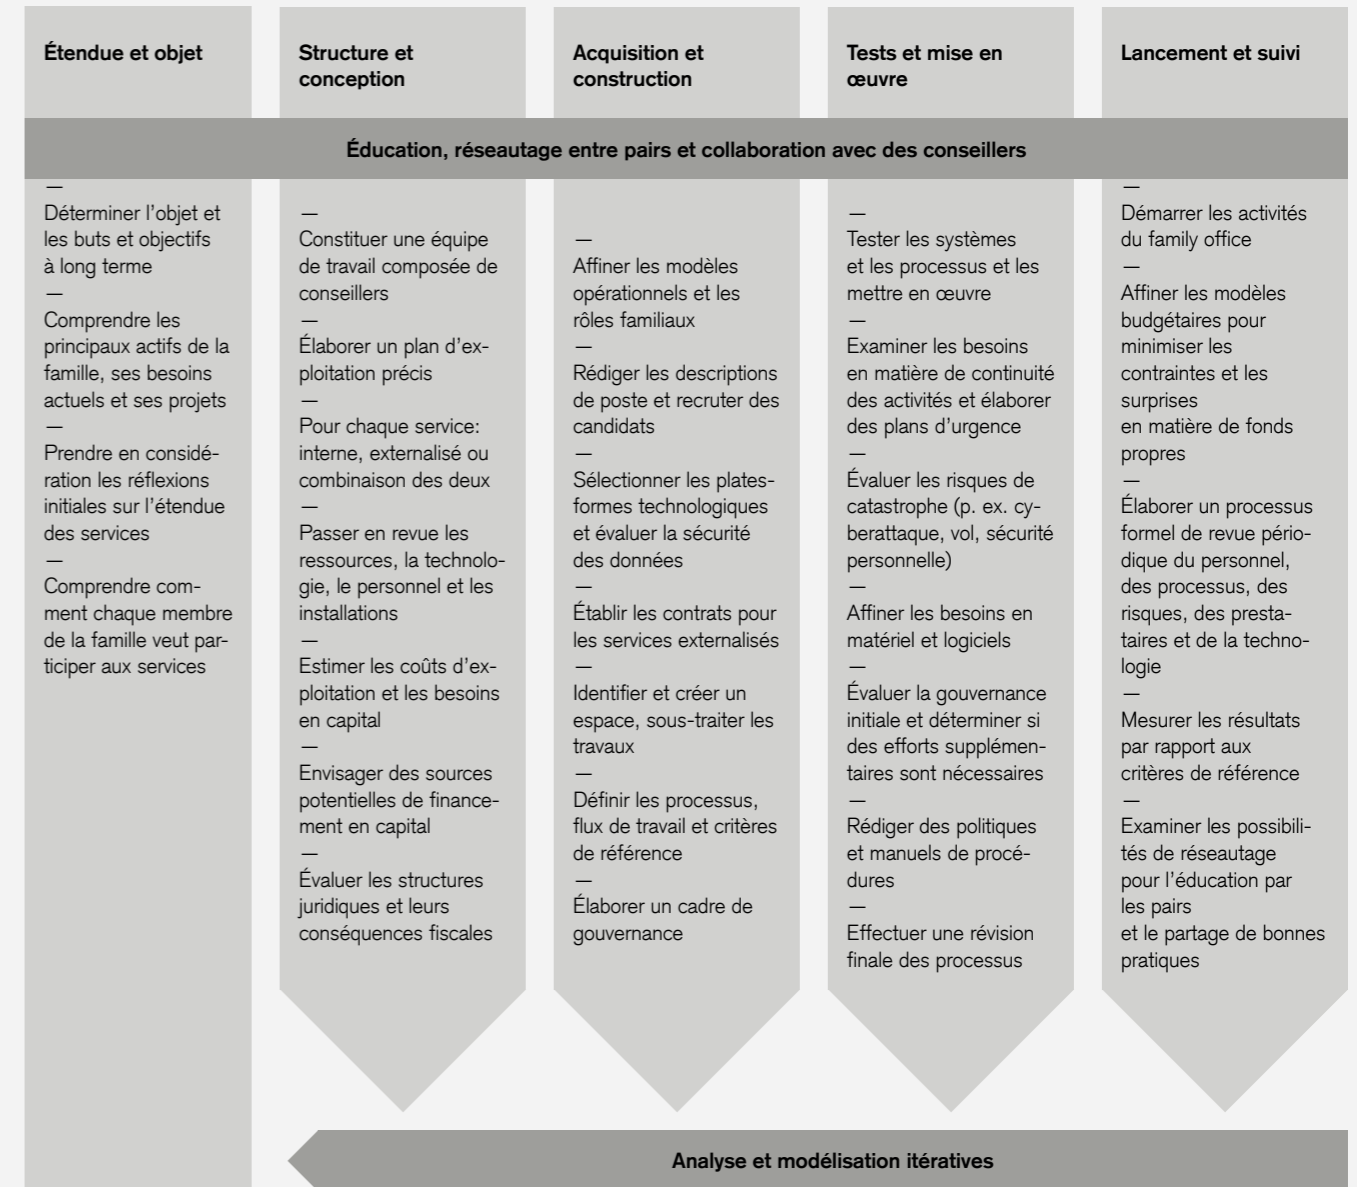 Étendue et objet
Structure et
conception
Acquisition et
construction
Tests et mise en
œuvre
Lancement et suivi
Éducation, réseautage entre pairs et collaboration avec des conseillers
—
Déterminer l’objet et
les buts et objectifs
à long terme
—
Comprendre les
principaux actifs de la
famille, ses besoins
actuels et ses projets
—
Prendre en considé-
ration les réflexions
initiales sur l’étendue
des services
—
Comprendre com-
ment chaque membre
de la famille veut par-
ticiper aux services
—
Constituer une équipe
de travail composée de
conseillers
—
Élaborer un plan d’ex-
ploitation précis
—
Pour chaque service:
interne, externalisé ou
combinaison des deux
—
Passer en revue les
ressources, la technolo-
gie, le personnel et les
installations
—
Estimer les coûts d’ex-
ploitation et les besoins
en capital
—
Envisager des sources
potentielles de finance-
ment en capital
—
Évaluer les structures
juridiques et leurs
conséquences fiscales
—
Affiner les modèles
opérationnels et les
rôles familiaux
—
Rédiger les descriptions
de poste et recruter des
candidats
—
Sélectionner les plates-
formes technologiques
et évaluer la sécurité
des données
—
Établir les contrats pour
les services externalisés
—
Identifier et créer un
espace, sous-traiter les
travaux
—
Définir les processus,
flux de travail et critères
de référence
—
Élaborer un cadre de
gouvernance
—
Tester les systèmes
et les processus et les
mettre en œuvre
—
Examiner les besoins
en matière de continuité
des activités et élaborer
des plans d’urgence
—
Évaluer les risques de
catastrophe (p. ex. cy-
berattaque, vol, sécurité
personnelle)
—
Affiner les besoins en
matériel et logiciels
—
Évaluer la gouvernance
initiale et déterminer si
des efforts supplémen-
taires sont nécessaires
—
Rédiger des politiques
et manuels de procé-
dures
—
Effectuer une révision
finale des processus
—
Démarrer les activités
du family office
—
Affiner les modèles
budgétaires pour
minimiser les
contraintes et les
surprises
en matière de fonds
propres
—
Élaborer un processus
formel de revue pério-
dique du personnel,
des processus, des
risques, des presta-
taires et de la techno-
logie
—
Mesurer les résultats
par rapport aux
critères de référence
—
Examiner les possibili-
tés de réseautage
pour l’éducation par
les pairs
et le partage de bonnes
pratiques
Analyse et modélisation itératives